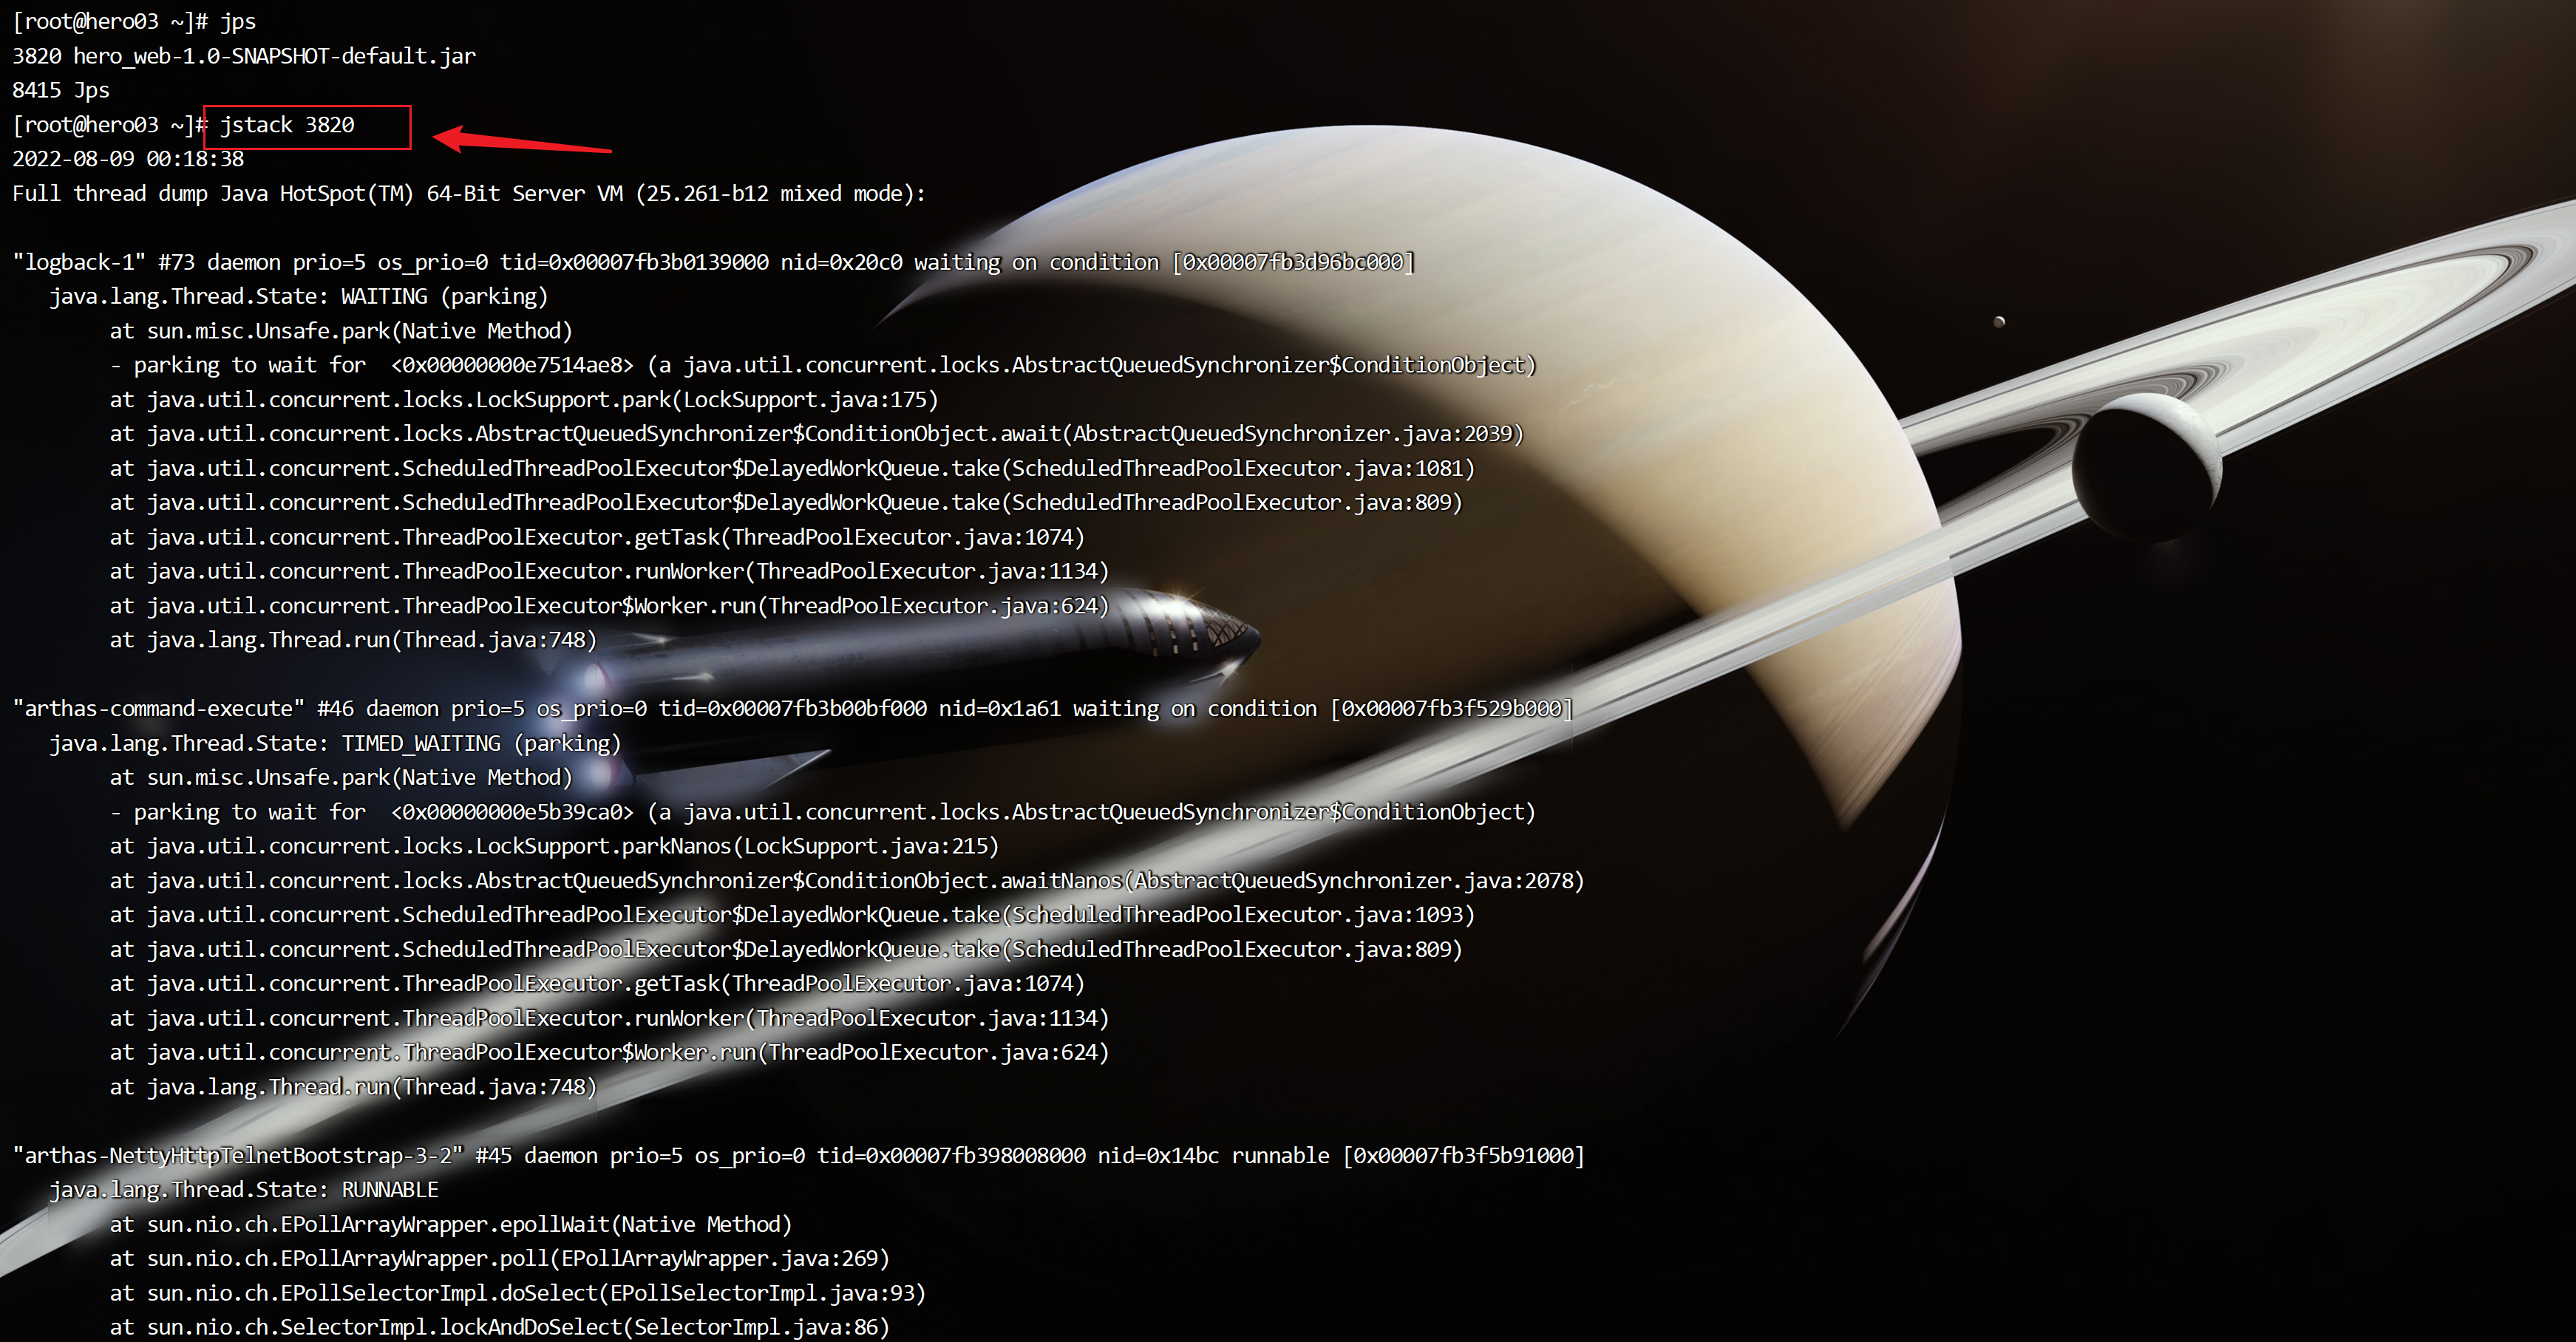 [root@hero03 ~]# jps
3820 hero_web-1.0-SNAPSHOT-default.jar
8415 Jps
[root@hero03 ~]# jstack 3820
2022-08-09 00:18:38
Full thread dump Java HotSpot(TM) 64-Bit Server VM (25.261-b12 mixed mode):
"logback-1" #73 daemon prio=5 os_prio=0 tid=0x00007fb3b0139000 nid=0x20c0 waiting on condition [0x00007fb3d96bc000]
java.lang.Thread.State: WAITING (parking)
at sun.misc.Unsafe.park(Native Method)
- parking to wait for  <0x00000000e7514ae8> (a java.util.concurrent.locks.AbstractQueuedSynchronizer$ConditionObject)
at java.util.concurrent.locks.LockSupport.park(LockSupport.java:175)
at java.util.concurrent.locks.AbstractQueuedSynchronizer$ConditionObject.await(AbstractQueuedSynchronizer.java:2039)
at java.util.concurrent.ScheduledThreadPoolExecutor$DelayedWorkQueue.take(ScheduledThreadPoolExecutor.java:1081)
at java.util.concurrent.ScheduledThreadPoolExecutor$DelayedWorkQueue.take(ScheduledThreadPoolExecutor.java:809)
at java.util.concurrent.ThreadPoolExecutor.getTask(ThreadPoolExecutor.java:1074)
at java.util.concurrent.ThreadPoolExecutor.runWorker(ThreadPoolExecutor.java:1134)
at java.util.concurrent.ThreadPoolExecutor$Worker.run(ThreadPoolExecutor.java:624)
at java.lang.Thread.run(Thread.java:748)
"arthas-command-execute" #46 daemon prio=5 os_prio=0 tid=0x00007fb3b00bf000 nid=0x1a61 waiting on condition [0x00007fb3f529b000]
java.lang.Thread.State: TIMED_WAITING (parking)
at sun.misc.Unsafe.park(Native Method)
- parking to wait for  <0x00000000e5b39ca0> (a java.util.concurrent.locks.AbstractQueuedSynchronizer$ConditionObject)
at java.util.concurrent.locks.LockSupport.parkNanos(LockSupport.java:215)
at java.util.concurrent.locks.AbstractQueuedSynchronizer$ConditionObject.awaitNanos(AbstractQueuedSynchronizer.java:2078)
at java.util.concurrent.ScheduledThreadPoolExecutor$DelayedWorkQueue.take(ScheduledThreadPoolExecutor.java:1093)
at java.util.concurrent.ScheduledThreadPoolExecutor$DelayedWorkQueue.take(ScheduledThreadPoolExecutor.java:809)
at java.util.concurrent.ThreadPoolExecutor.getTask(ThreadPoolExecutor.java:1074)
at java.util.concurrent.ThreadPoolExecutor.runWorker(ThreadPoolExecutor.java:1134)
at java.util.concurrent.ThreadPoolExecutor$Worker.run(ThreadPoolExecutor.java:624)
at java.lang.Thread.run(Thread.java:748)
"arthas-NettyHttpTelnetBootstrap-3-2" #45 daemon prio=5 os_prio=0 tid=0x00007fb398008000 nid=0x14bc runnable [0x00007fb3f5b91000]
java.lang.Thread.State: RUNNABLE
at sun.nio.ch.EPollArrayWrapper.epollWait(Native Method)
at sun.nio.ch.EPollArrayWrapper.poll(EPollArrayWrapper.java:269)
at sun.nio.ch.EPollSelectorImpl.doSelect(EPollSelectorImpl.java:93)
at sun.nio.ch.SelectorImpl.lockAndDoSelect(SelectorImpl.java:86)